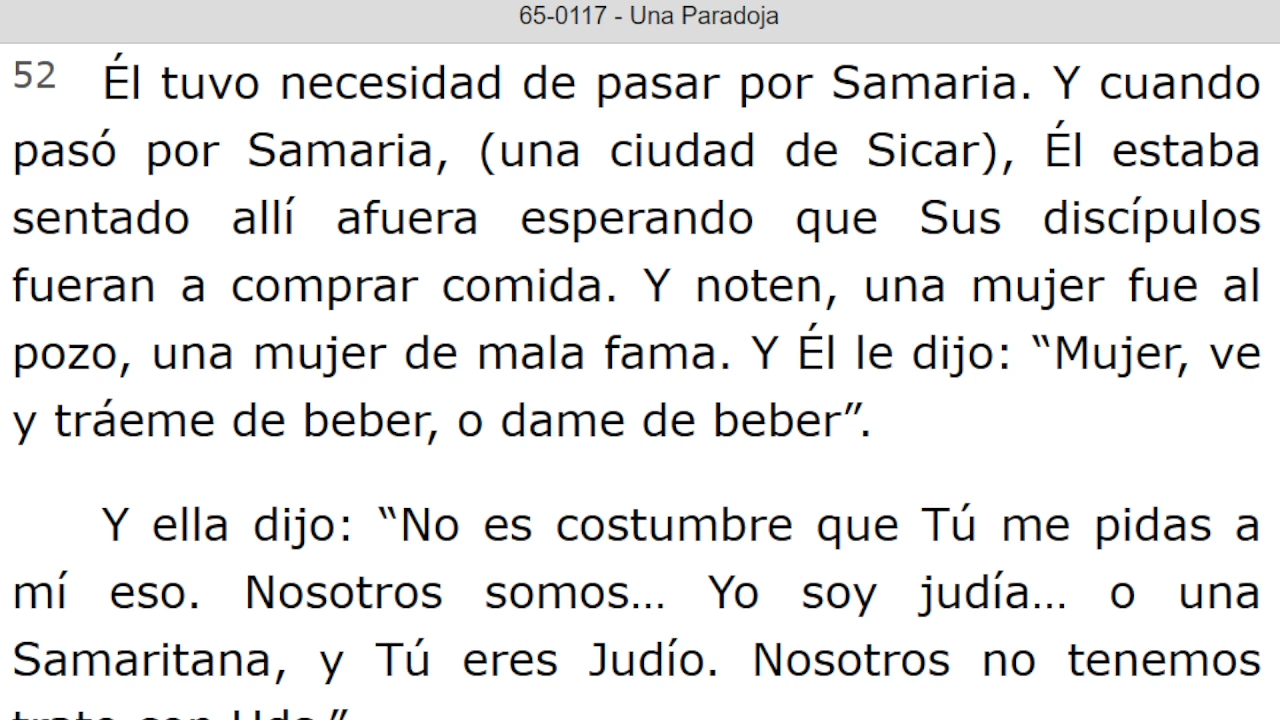 65-0117 - Una Paradoja
52 Él tuvo necesidad de pasar por Samaria. Y cuando
pasó por Samaria, (una ciudad de Sicar), Él estaba
sentado allí afuera esperando que Sus discípulos
fueran a comprar comida. Y noten, una mujer fue al
pozo, una mujer de mala fama. Y Él le dijo: “Mujer, ve
y tráeme de beber, o dame de beber”.
Y ella dijo: “No es costumbre que Tú me pidas a
mí eso. Nosotros somos… Yo soy judía… o una
Samaritana, y Tú eres Judío. Nosotros no tenemos